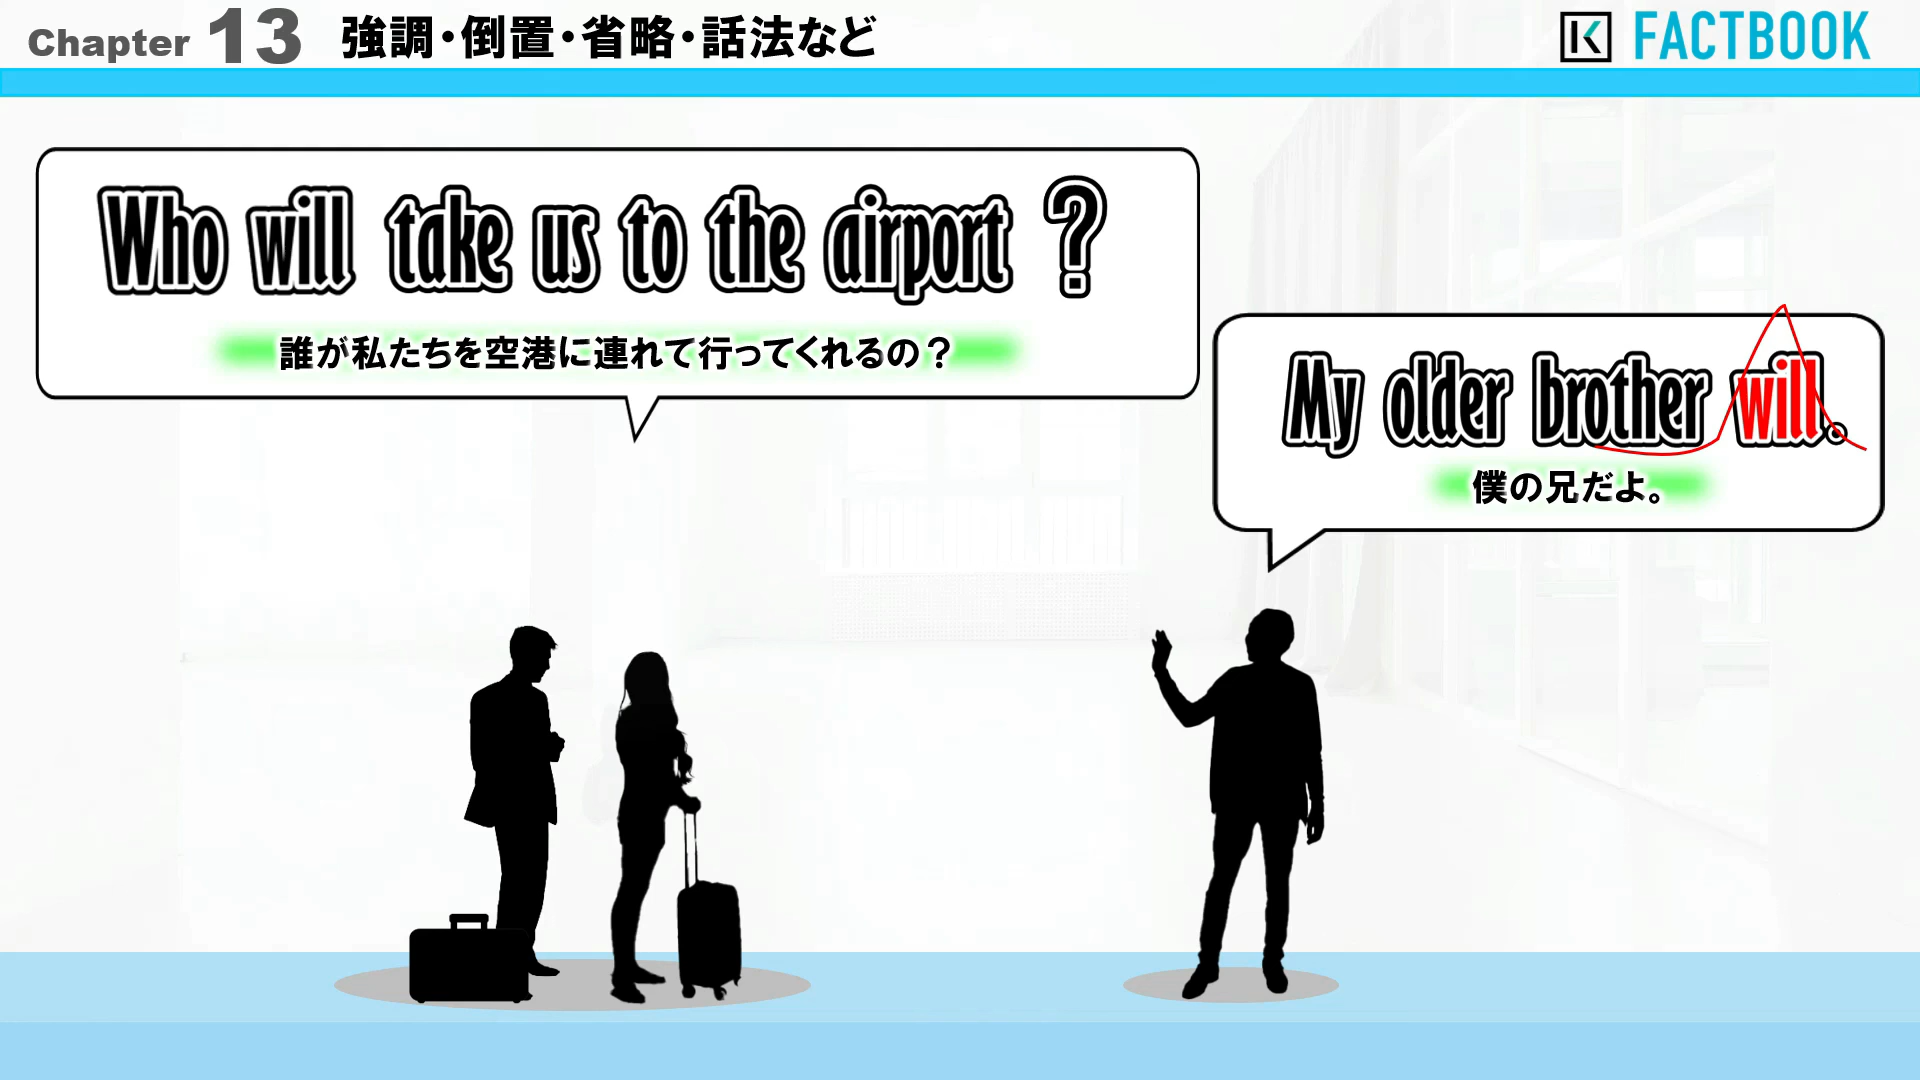 Chapter 13 強調・倒置・省略・話法など
K FACTBOOK
Who will take us to the airport ?
誰が私たちを空港に連れて行ってくれるの？
My older brother will.
僕の兄だよ。